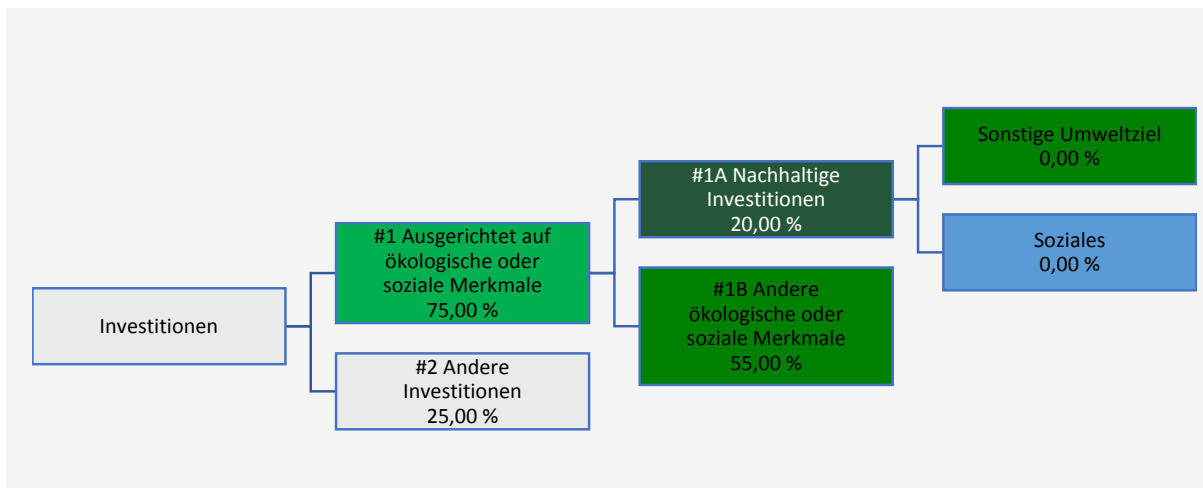 Investitionen
#1 Ausgerichtet auf
ökologische oder
soziale Merkmale
75,00 %
#2 Andere
Investitionen
25,00 %
#1A Nachhaltige
Investitionen
20,00 %
#1B Andere
ökologische oder
soziale Merkmale
55,00 %
Sonstige Umweltziel
0,00 %
Soziales
0,00 %